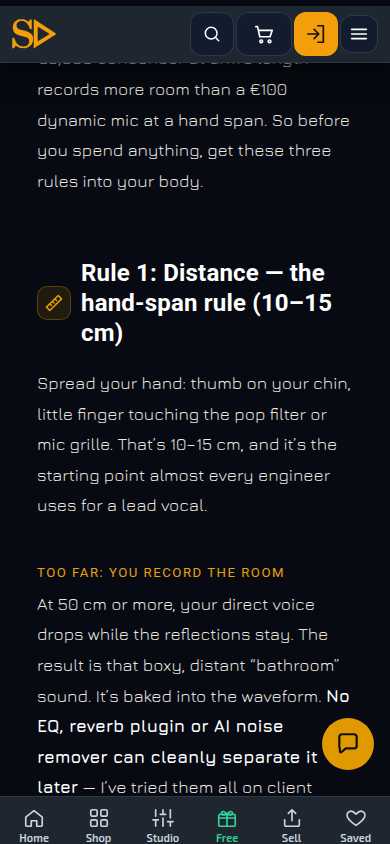 records more room than a €100
dynamic mic at a hand span. So before
you spend anything, get these three
rules into your body.
Rule 1: Distance — the
hand-span rule (10–15
cm)
Spread your hand: thumb on your chin,
little finger touching the pop filter or
mic grille. That's 10–15 cm, and it's the
starting point almost every engineer
uses for a lead vocal.
TOO FAR: YOU RECORD THE ROOM
At 50 cm or more, your direct voice
drops while the reflections stay. The
result is that boxy, distant “bathroom”
sound. It's baked into the waveform. No
EQ, reverb plugin or AI noise
remover can cleanly separate it
later — I've tried them all on client
Home Shop Studio Free Sell Saved